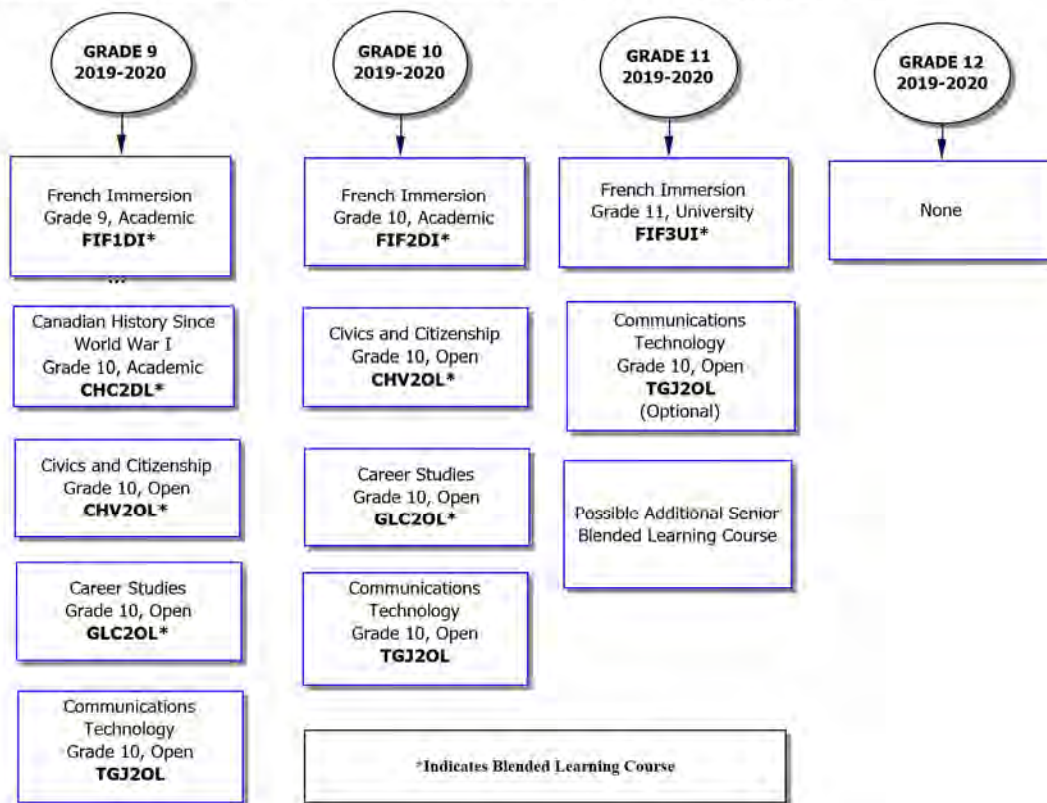 GRADE 9
2019-2020
French Immersion
Grade 9, Academic
FIF1DI*
...
Canadian History Since
World War I
Grade 10, Academic
CHC2DL*
Civics and Citizenship
Grade 10, Open
CHV2OL*
Career Studies
Grade 10, Open
GLC2OL*
Communications
Technology
Grade 10, Open
TGJ2OL
GRADE 10
2019-2020
French Immersion
Grade 10, Academic
FIF2DI*
Civics and Citizenship
Grade 10, Open
CHV2OL*
Career Studies
Grade 10, Open
GLC2OL*
Communications
Technology
Grade 10, Open
TGJ2OL
GRADE 11
2019-2020
French Immersion
Grade 11, University
FIF3UI*
Communications
Technology
Grade 10, Open
TGJ2OL
(Optional)
Possible Additional Senior
Blended Learning Course
GRADE 12
2019-2020
None
*Indicates Blended Learning Course